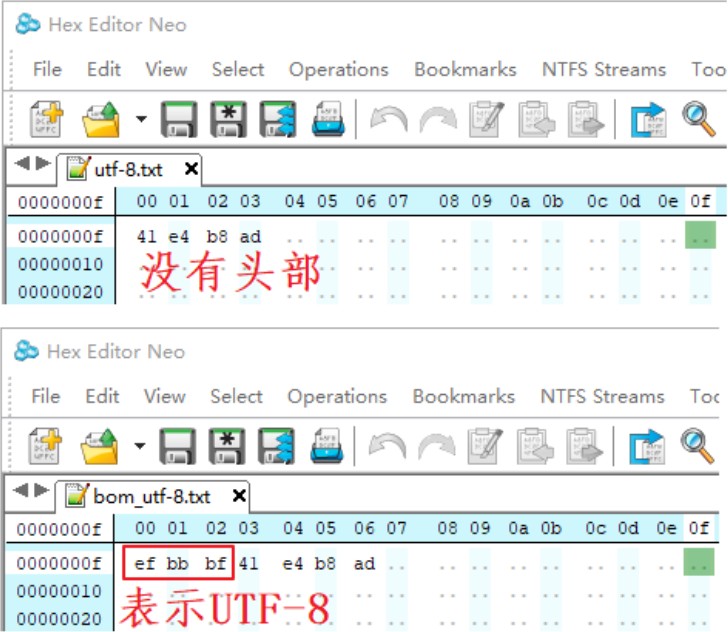 Hex Editor Neo
File Edit View Select Operations Bookmarks NTFS Streams Too
utf-8.txt
0000000f 00 01 02 03 04 05 06 07 08 09 0a 0b 0c 0d 0e 0f
0000000f 41 e4 b8 ad .. .. .. .. .. .. .. .. .. .. .. ..
00000010
没有头部
00000020
Hex Editor Neo
File Edit View Select Operations Bookmarks NTFS Streams Toc
bom_utf-8.txt
0000000f 00 01 02 03 04 05 06 07 08 09 0a 0b 0c 0d 0e 0f
0000000f ef bb bf 41 e4 b8 ad .. .. .. .. .. .. .. .. ..
00000010
表示UTF-8
00000020